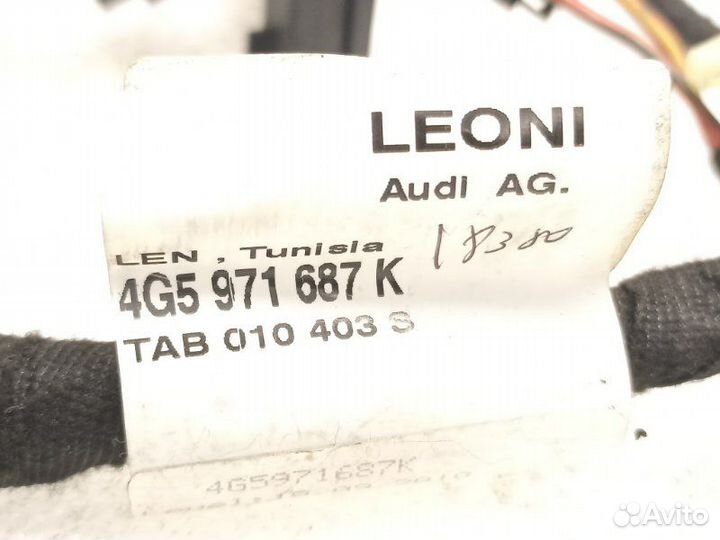 LEONI
Audi AG.
LEN , Tunisia
18380
4G5 971 687 K
TAB 010 403 S
4G5971687K
Avito